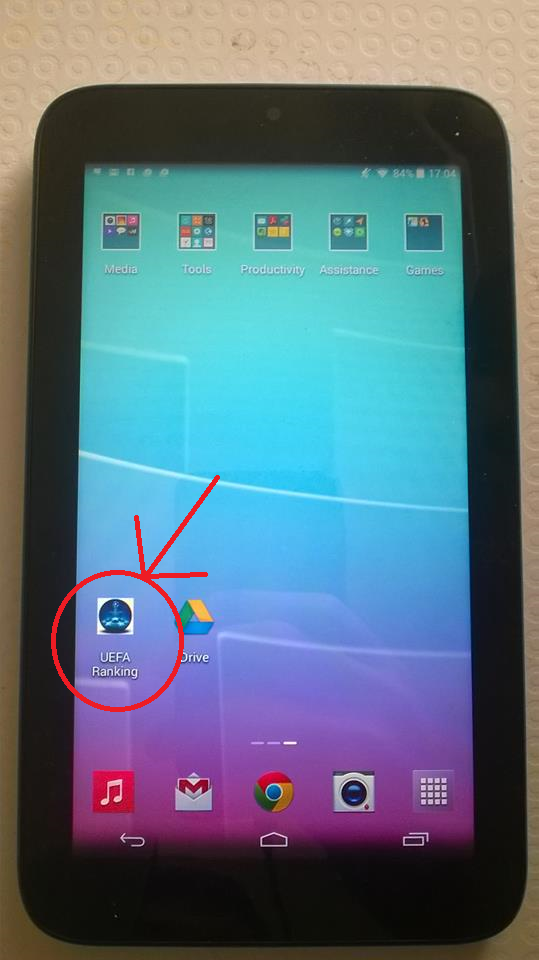 84% 17:04
Media Tools Productivity Assistance Games
UEFA
Ranking
Drive